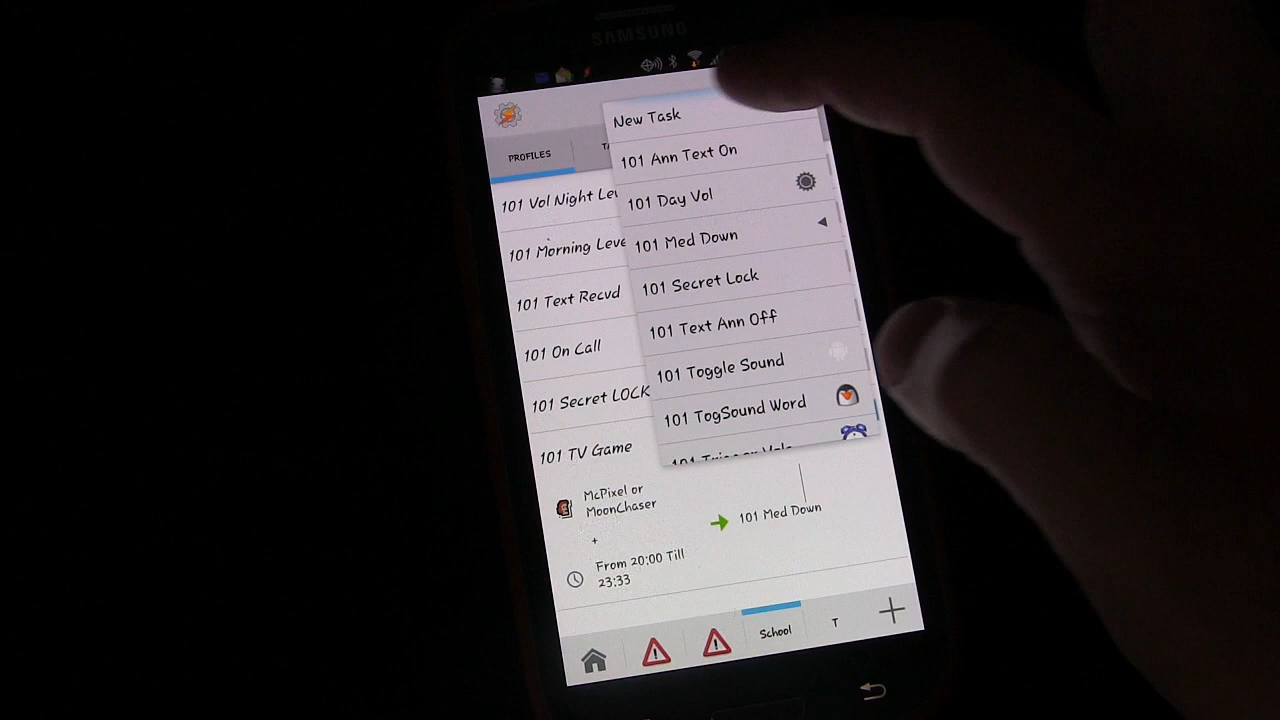 SAMSUNG
New Task
PROFILES
101 Ann Text On
101 Vol Night
101 Day Vol
101 Morning
101 Med Down
101 Text Recvd
101 Secret Lock
101 On Call
101 Text Ann Off
101 Secret LOCK
101 Toggle Sound
101 TV Game
101 TogSound Word
McPixel or
MoonChaser
+
101 Med Down
From 20:00 Till
23:33
School
T